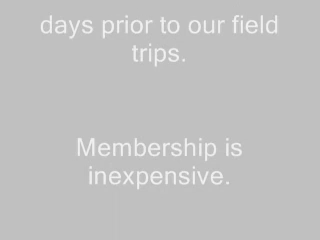 days prior to our field
trips.
Membership is
inexpensive.